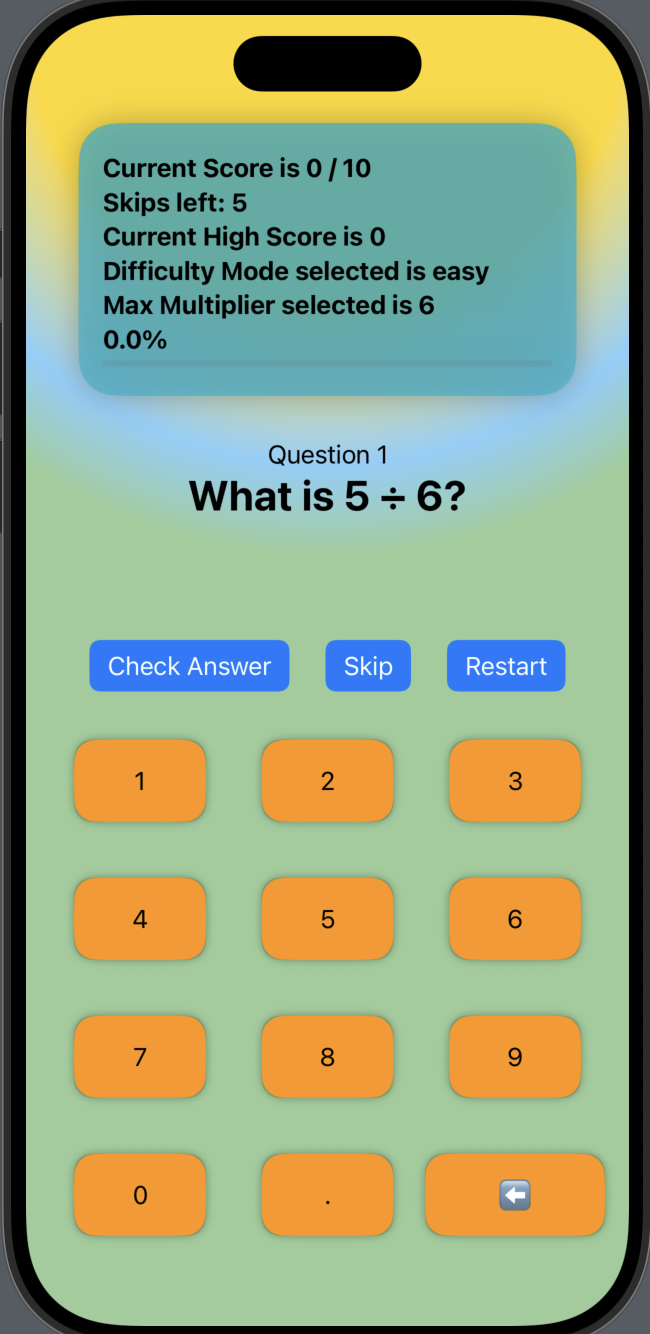 Current Score is 0 / 10
Skips left: 5
Current High Score is 0
Difficulty Mode selected is easy
Max Multiplier selected is 6
0.0%
Question 1
What is 5 ÷ 6?
Check Answer Skip Restart
1 2 3
4 5 6
7 8 9
0 . ⬅️